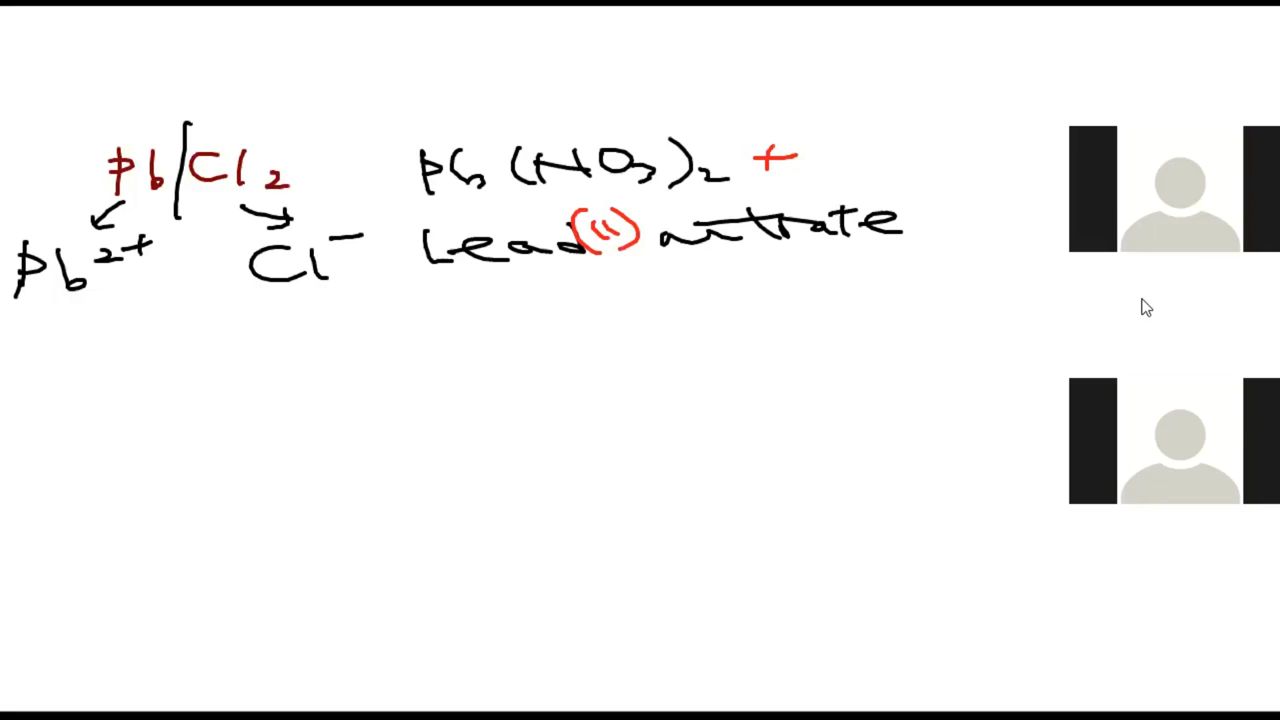 Pb/Cl₂ Pb(NO₃)₂ +
Pb²⁺ Cl⁻ Lead(II) nitrate